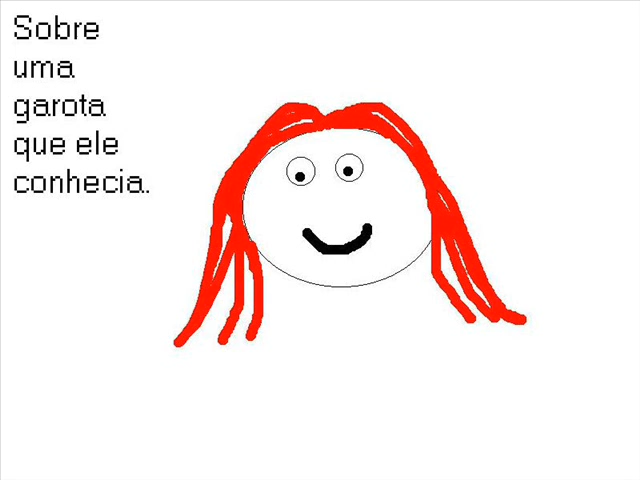 Sobre
uma
garota
que ele
conhecia.